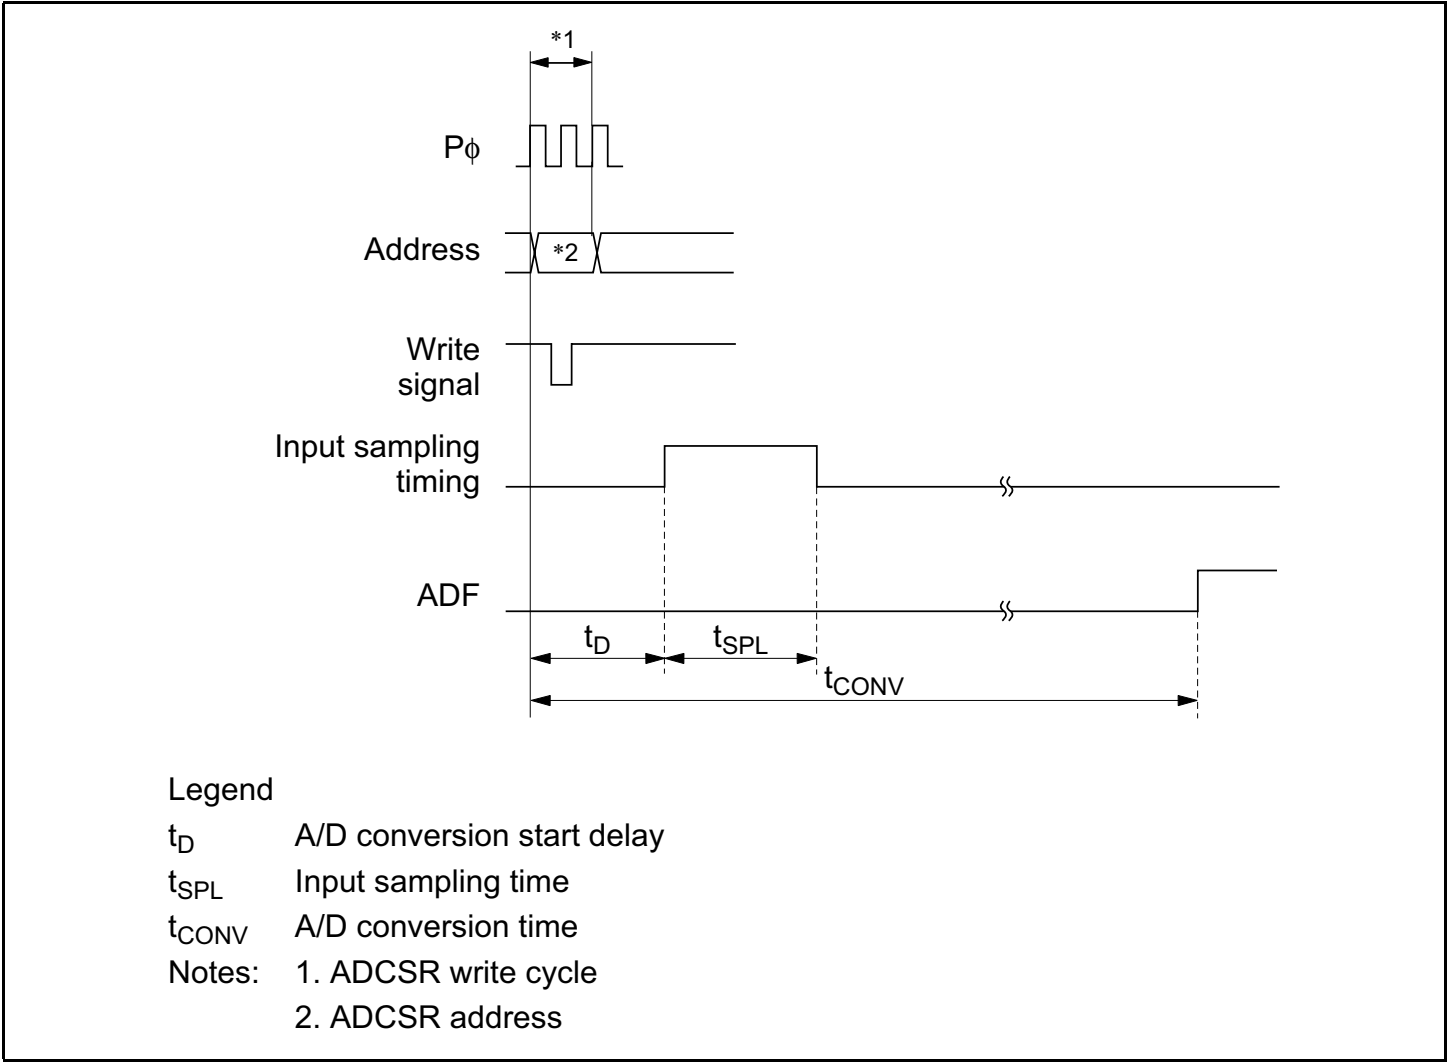 *1
Pϕ
Address
*2
Write
signal
Input sampling
timing
ADF
tD
tSPL
tCONV
Legend
tD A/D conversion start delay
tSPL Input sampling time
tCONV A/D conversion time
Notes: 1. ADCSR write cycle
2. ADCSR address